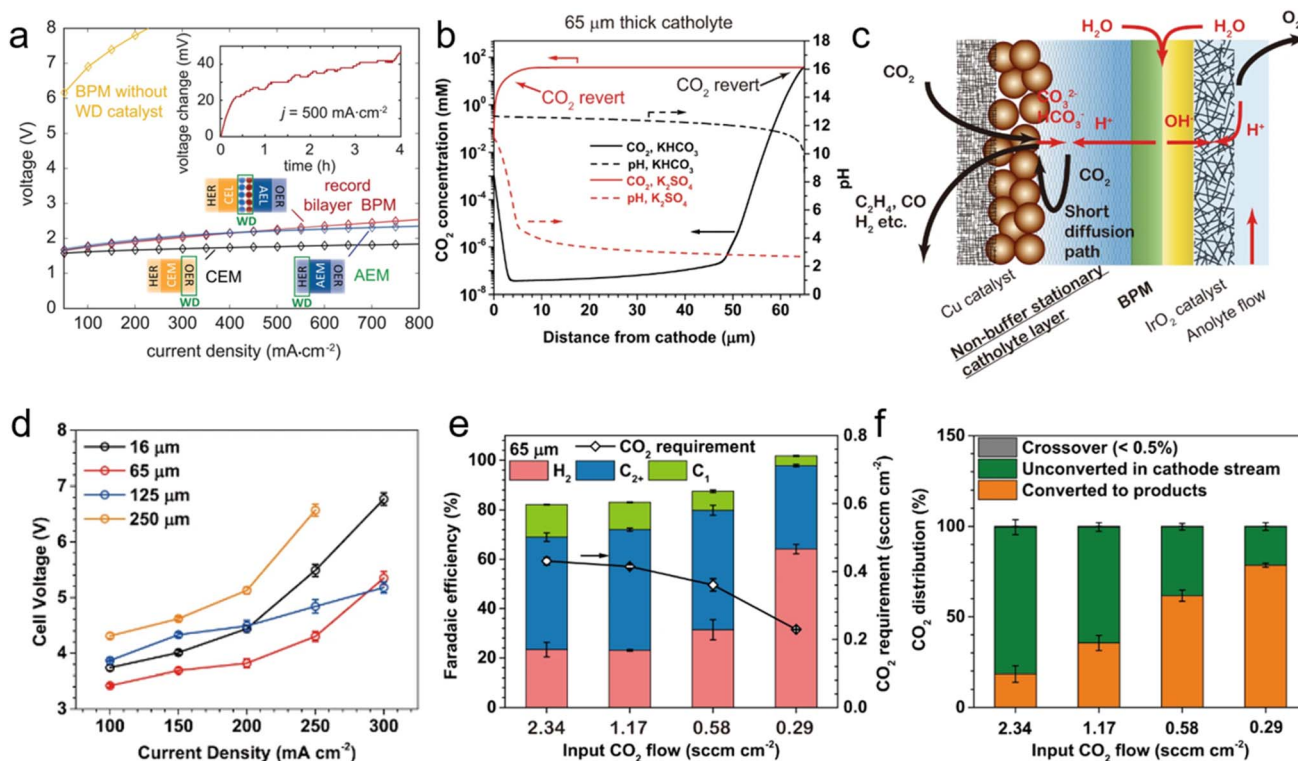 a
voltage (V)
8
7
6
5
4
3
2
1
0
BPM without
WD catalyst
voltage change (mV)
40
20
0
j = 500 mA·cm-2
0
1
2
3
4
time (h)
HER
CEL
AEL
OER
WD
record
bilayer BPM
HER
CEM
OER
WD
CEM
HER
AEM
OER
WD
AEM
100
200
300
400
500
600
700
800
current density (mA·cm-2)
b
65 μm thick catholyte
CO2 concentration (mM)
10²
10⁰
10-2
10-4
10-6
10-8
18
16
14
12
10
8
6
4
2
0
pH
CO2 revert
CO2 revert
CO2, KHCO3
pH, KHCO3
CO2, K2SO4
pH, K2SO4
0
10
20
30
40
50
60
Distance from cathode (μm)
c
H2O
H2O
O2
CO2
CO32-
HCO3-
H+
OH-
H+
CO2
C2H4, CO
H2 etc.
Short
diffusion
path
Cu catalyst
Non-buffer stationary
catholyte layer
BPM
IrO2 catalyst
Anolyte flow
d
Cell Voltage (V)
8
7
6
5
4
3
16 μm
65 μm
125 μm
250 μm
100
150
200
250
300
Current Density (mA cm-2)
e
Faradaic efficiency (%)
100
80
60
40
20
0
65 μm
CO2 requirement
H2
C2+
C1
0.8
0.6
0.4
0.2
0.0
CO2 requirement (sccm cm-2)
2.34
1.17
0.58
0.29
Input CO2 flow (sccm cm-2)
f
CO2 distribution (%)
150
100
50
0
Crossover (< 0.5%)
Unconverted in cathode stream
Converted to products
2.34
1.17
0.58
0.29
Input CO2 flow (sccm cm-2)